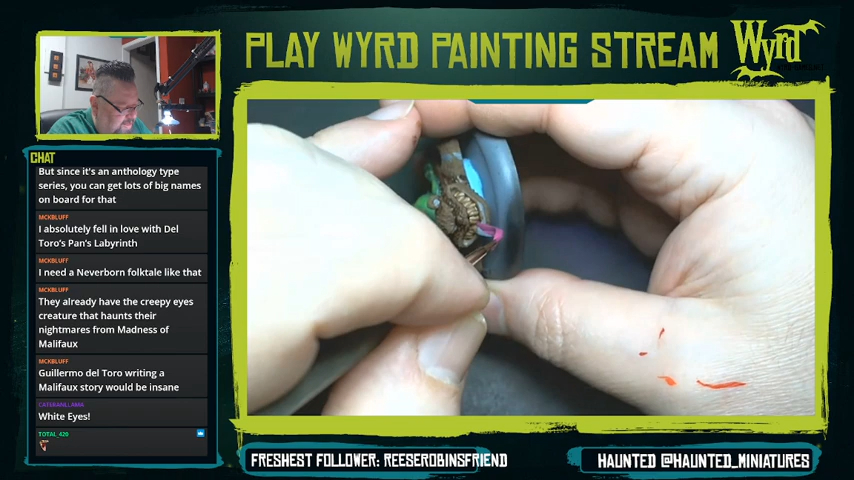 PLAY WYRD PAINTING STREAM
Wyrd
CHAT
But since it's an anthology type
series, you can get lots of big names
on board for that
MCKBLUFF
I absolutely fell in love with Del
Toro's Pan's Labyrinth
MCKBLUFF
I need a Neverborn folktale like that
MCKBLUFF
They already have the creepy eyes
creature that haunts their
nightmares from Madness of
Malifaux
MCKBLUFF
Guillermo del Toro writing a
Malifaux story would be insane
White Eyes!
TOTAL_420
FRESHEST FOLLOWER: REESEROBINSFRIEND
HAUNTED @HAUNTED_MINIATURES